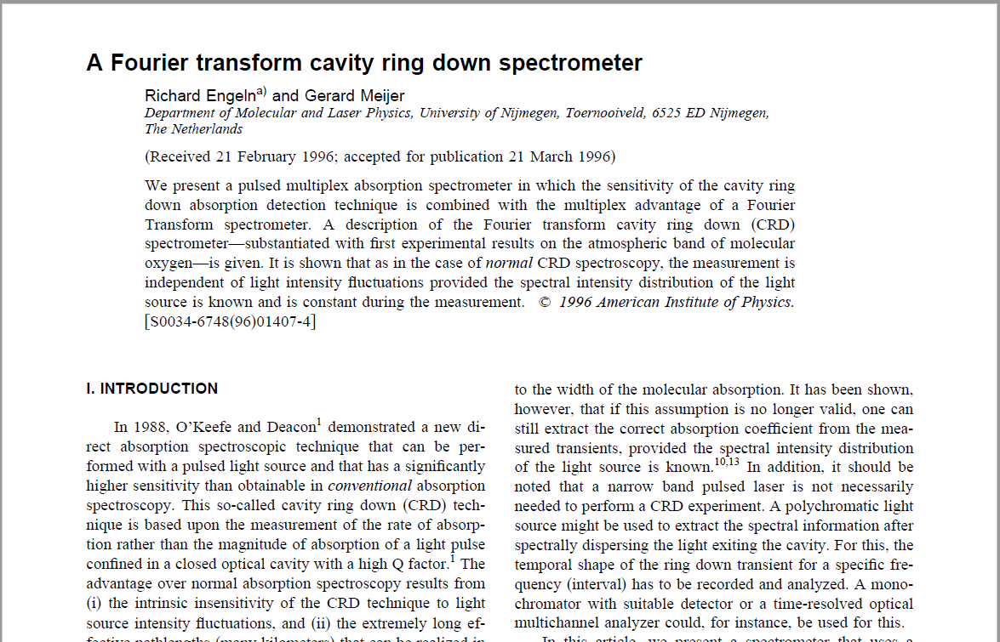 A Fourier transform cavity ring down spectrometer
Richard Engelna) and Gerard Meijer
Department of Molecular and Laser Physics, University of Nijmegen, Toernooiveld, 6525 ED Nijmegen,
The Netherlands
(Received 21 February 1996; accepted for publication 21 March 1996)
We present a pulsed multiplex absorption spectrometer in which the sensitivity of the cavity ring
down absorption detection technique is combined with the multiplex advantage of a Fourier
Transform spectrometer. A description of the Fourier transform cavity ring down (CRD)
spectrometer—substantiated with first experimental results on the atmospheric band of molecular
oxygen—is given. It is shown that as in the case of normal CRD spectroscopy, the measurement is
independent of light intensity fluctuations provided the spectral intensity distribution of the light
source is known and is constant during the measurement. © 1996 American Institute of Physics.
[S0034-6748(96)01407-4]
I. INTRODUCTION
In 1988, O'Keefe and Deacon1 demonstrated a new di-
rect absorption spectroscopic technique that can be per-
formed with a pulsed light source and that has a significantly
higher sensitivity than obtainable in conventional absorption
spectroscopy. This so-called cavity ring down (CRD) tech-
nique is based upon the measurement of the rate of absorp-
tion rather than the magnitude of absorption of a light pulse
confined in a closed optical cavity with a high Q factor.1 The
advantage over normal absorption spectroscopy results from
(i) the intrinsic insensitivity of the CRD technique to light
source intensity fluctuations, and (ii) the extremely long ef-
fective pathlengths (many kilometers) that can be realized in
to the width of the molecular absorption. It has been shown,
however, that if this assumption is no longer valid, one can
still extract the correct absorption coefficient from the mea-
sured transients, provided the spectral intensity distribution
of the light source is known.10,13 In addition, it should be
noted that a narrow band pulsed laser is not necessarily
needed to perform a CRD experiment. A polychromatic light
source might be used to extract the spectral information after
spectrally dispersing the light exiting the cavity. For this, the
temporal shape of the ring down transient for a specific fre-
quency (interval) has to be recorded and analyzed. A mono-
chromator with suitable detector or a time-resolved optical
multichannel analyzer could, for instance, be used for this.
In this article, we present a spectrometer that uses a